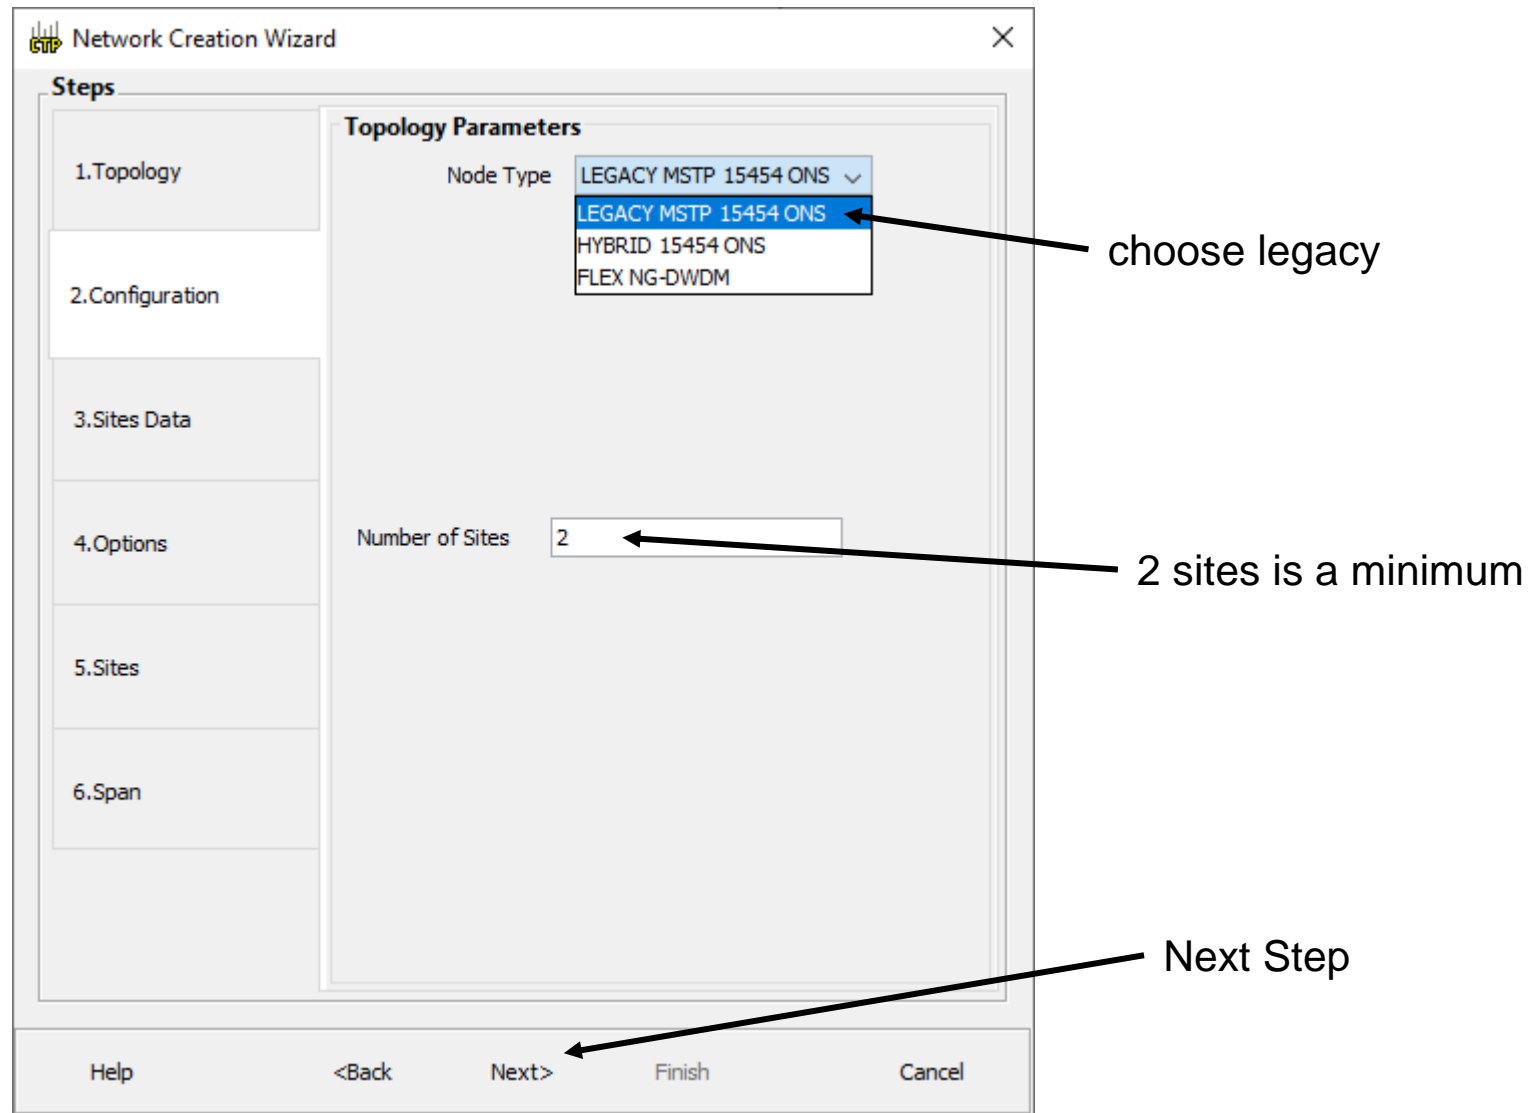 CTP Network Creation Wizard
Steps
1.Topology
2.Configuration
3.Sites Data
4.Options
5.Sites
6.Span
Topology Parameters
Node Type LEGACY MSTP 15454 ONS
LEGACY MSTP 15454 ONS
HYBRID 15454 ONS
FLEX NG-DWDM
choose legacy
Number of Sites 2
2 sites is a minimum
Next Step
Help <Back Next> Finish Cancel